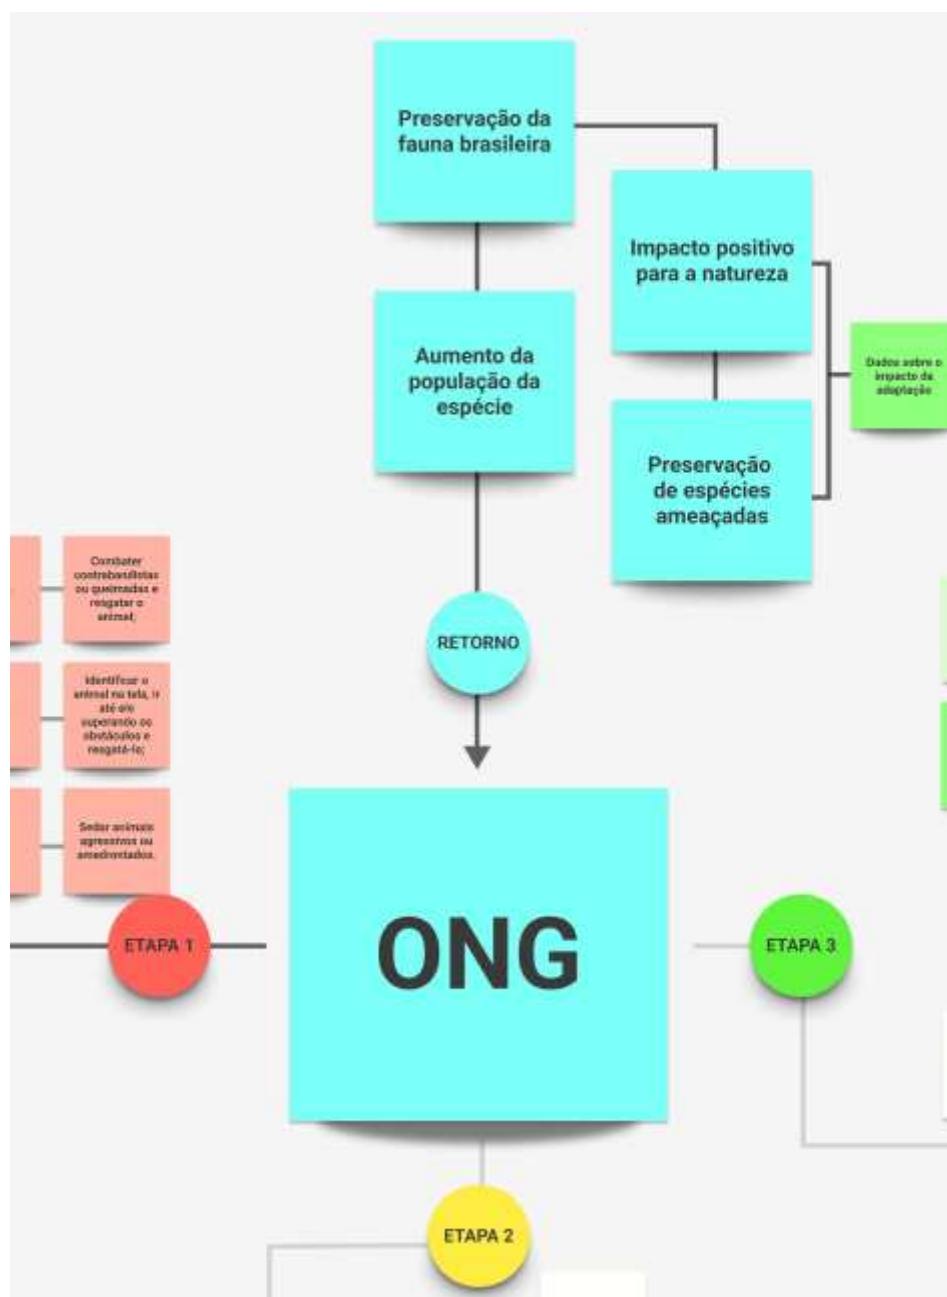 Preservação da
fauna brasileira
Impacto positivo
para a natureza
Aumento da
população da
espécie
Dados sobre o
impacto da
adaptação
Preservação
de espécies
ameaçadas
RETORNO
Combater
contrabandistas
ou queimadas e
resgatar o
animal;
Identificar o
animal na tela, ir
até ele
superando os
obstáculos e
resgatá-lo;
Sedar animais
agressivos ou
amedrontados.
ETAPA 1
ONG
ETAPA 3
ETAPA 2